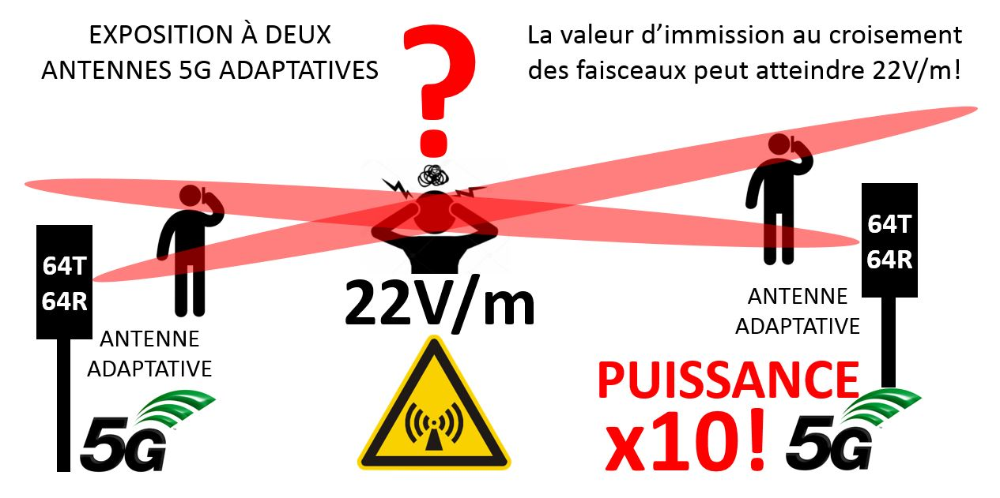 EXPOSITION À DEUX
ANTENNES 5G ADAPTATIVES
?
La valeur d’immission au croisement
des faisceaux peut atteindre 22V/m!
64T
64R
64T
64R
22V/m
ANTENNE
ADAPTATIVE
ANTENNE
ADAPTATIVE
5G
PUISSANCE
x10!
5G